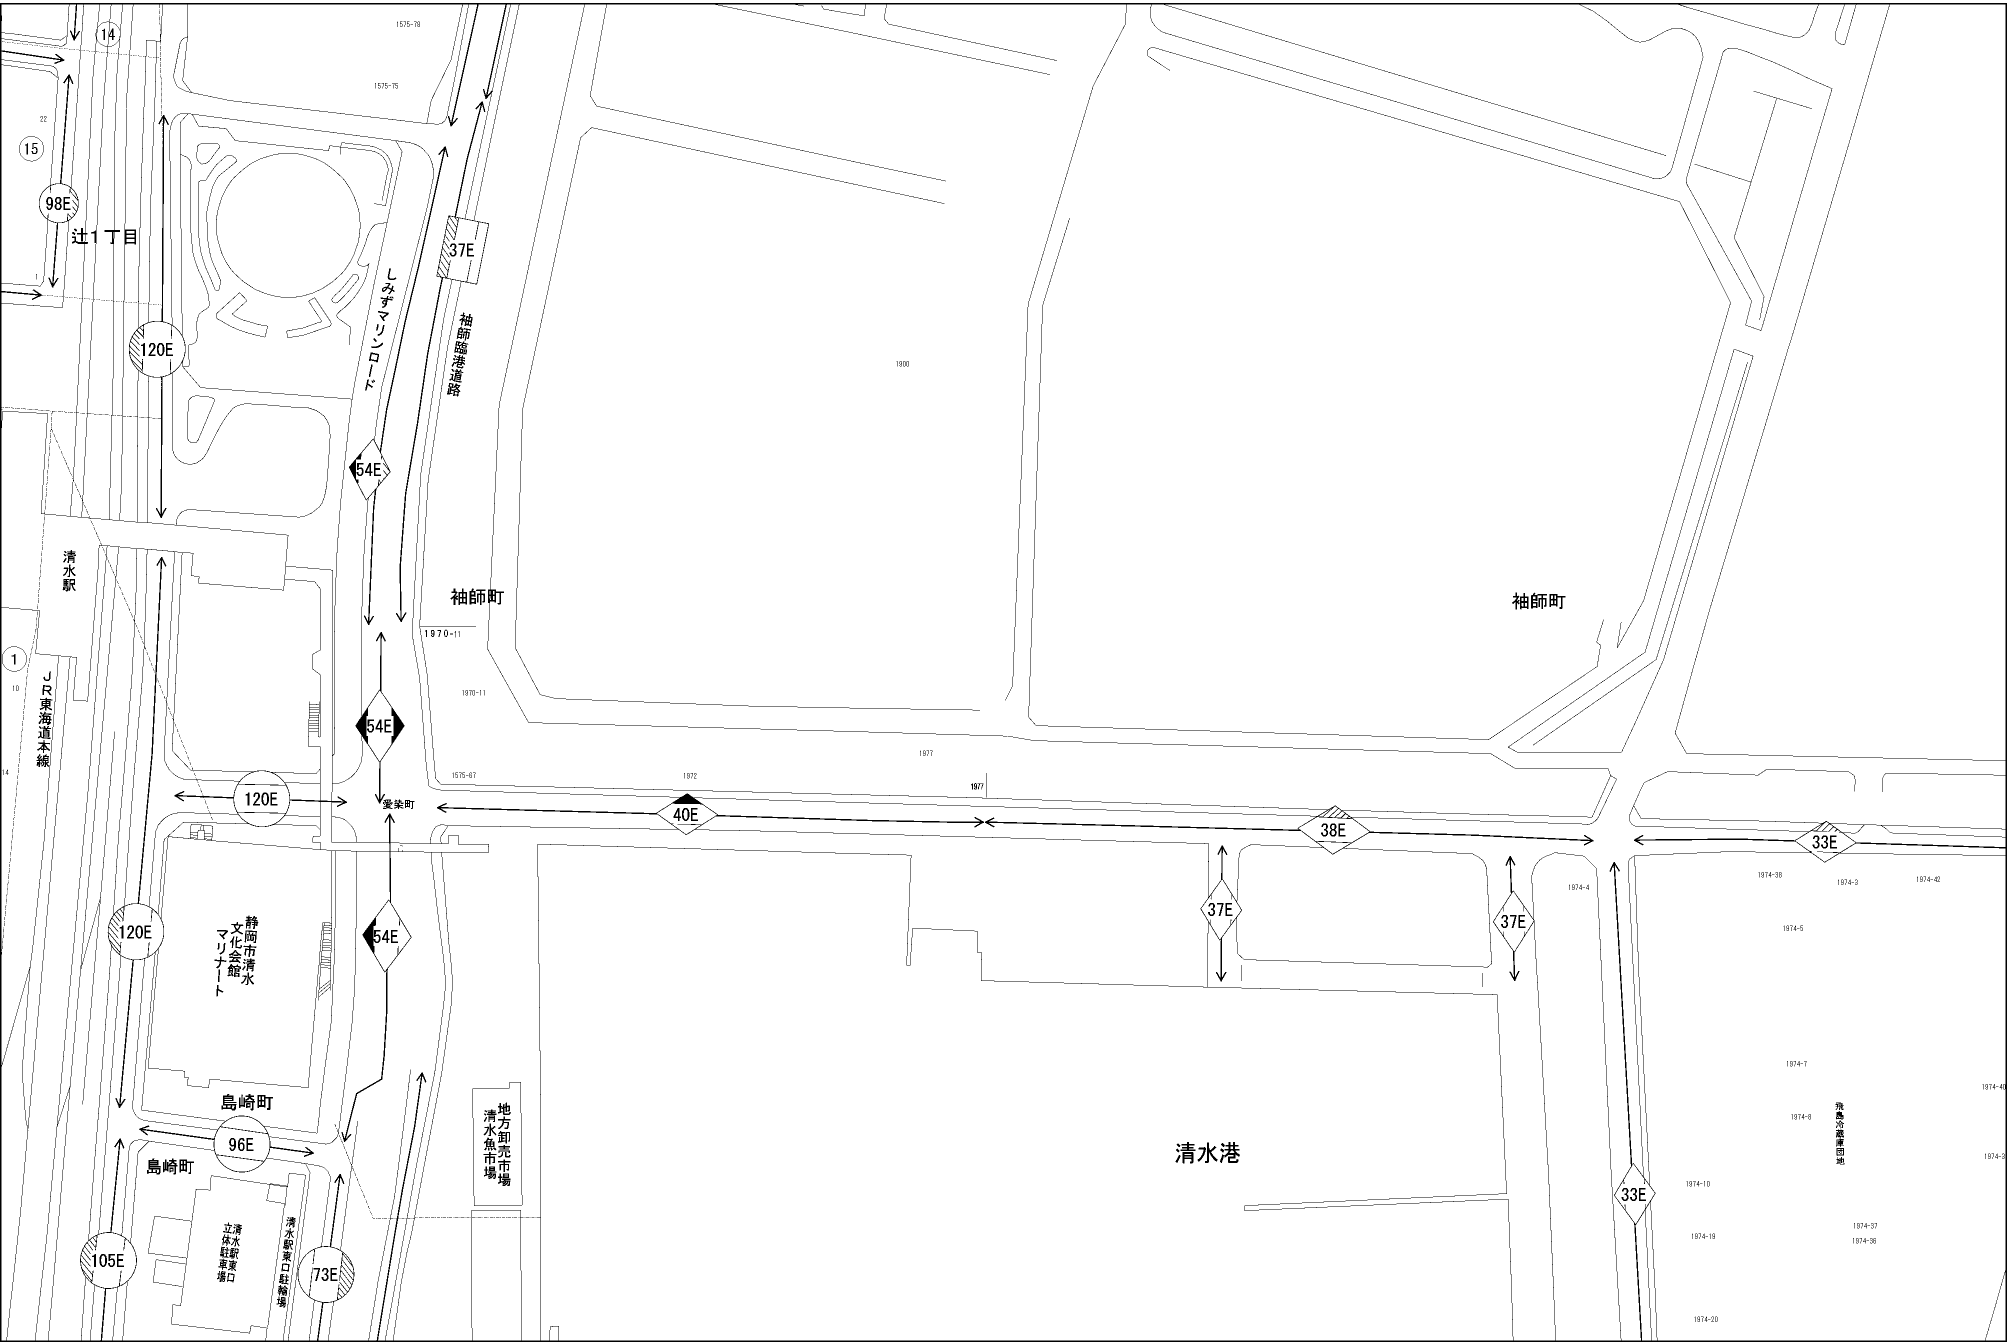 1575-78
14
1575-75
22
15
98E
辻1丁目
37E
1
しみずマリンロード
袖師臨港道路
120E
1900
54E
清水駅
袖師町
袖師町
1970-11
1
10
JR東海道本線
1970-11
54E
14
1977
1575-67
1972
1977
120E
愛染町
40E
38E
33E
1974-38
1974-3
1974-42
1974-4
37E
37E
1974-5
120E
54E
静岡市清水
文化会館
マリナート
1974-7
1974-40
1974-8
飛島冷蔵庫団地
島崎町
地方卸売市場
清水魚市場
96E
清水港
島崎町
1974-3
1974-10
33E
1974-37
1974-19
1974-36
清水駅東口
立体駐車場
清水駅東口駐輪場
105E
73E
1974-20